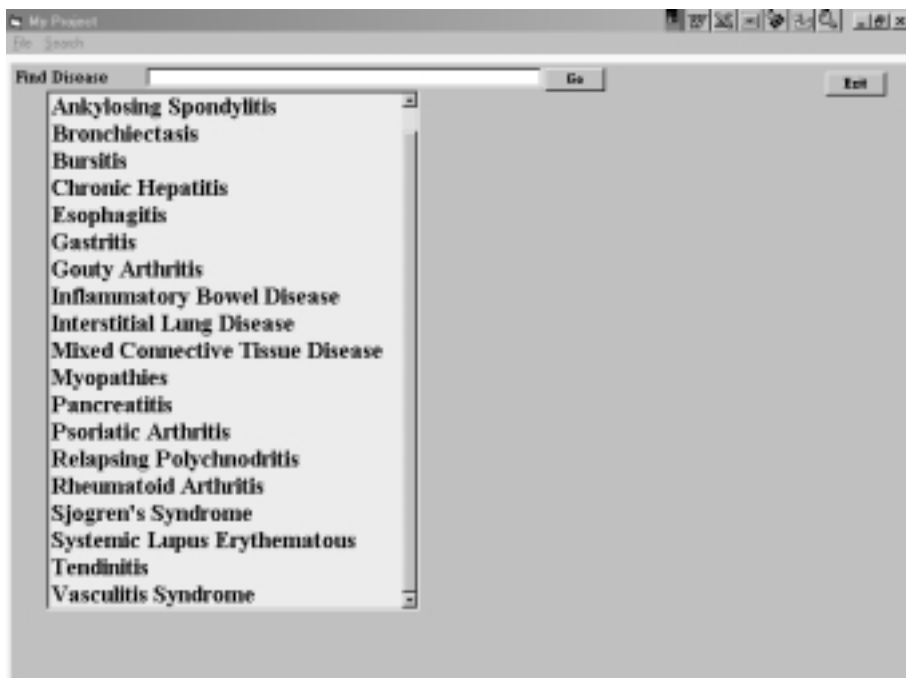 My Project
File Search
Find Disease Go Exit
Ankylosing Spondylitis
Bronchiectasis
Bursitis
Chronic Hepatitis
Esophagitis
Gastritis
Gouty Arthritis
Inflammatory Bowel Disease
Interstitial Lung Disease
Mixed Connective Tissue Disease
Myopathies
Pancreatitis
Psoriatic Arthritis
Relapsing Polychnodritis
Rheumatoid Arthritis
Sjogren's Syndrome
Systemic Lupus Erythematous
Tendinitis
Vasculitis Syndrome